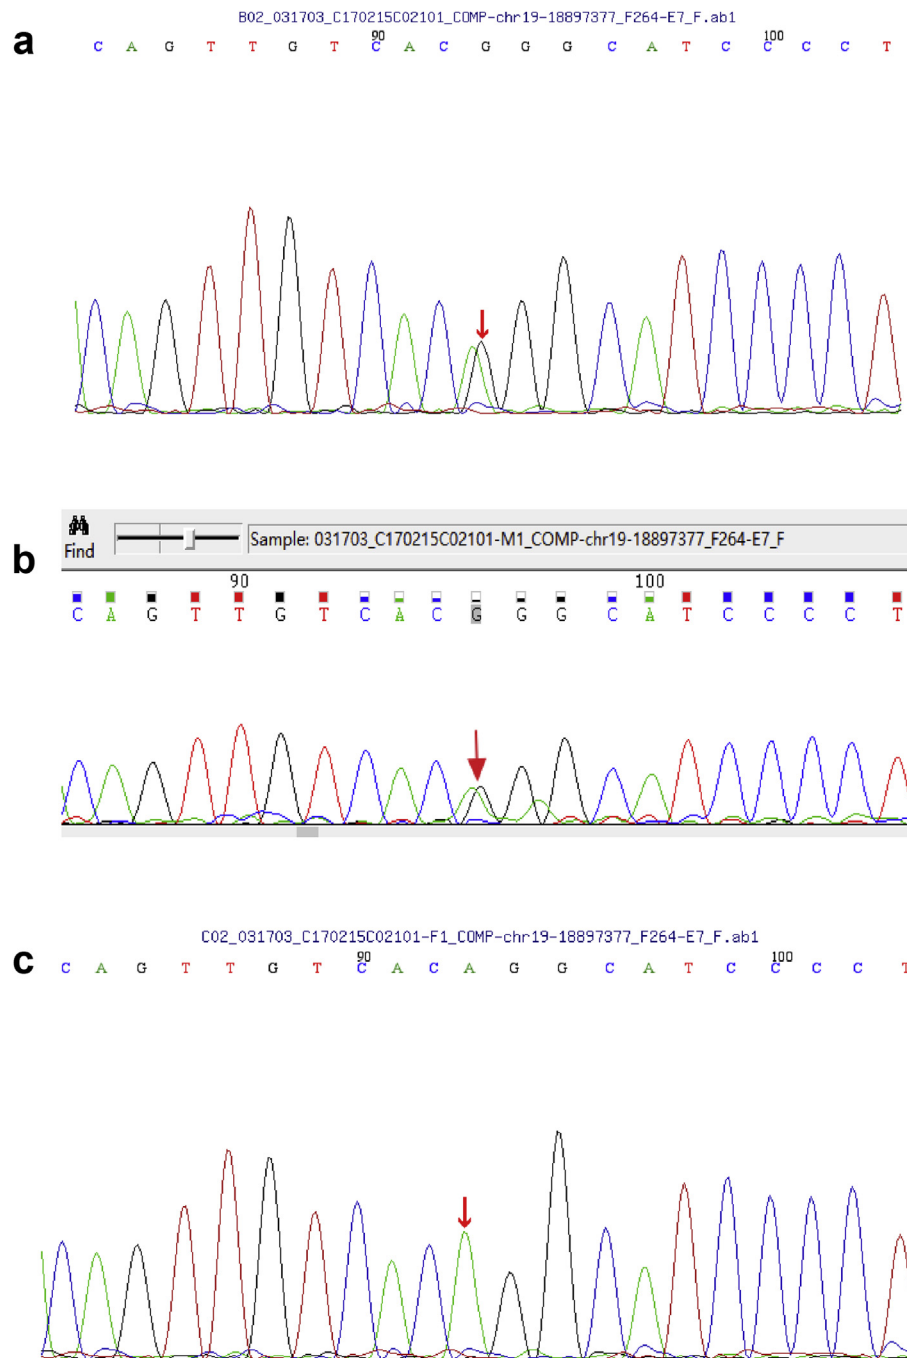 B02_031703_C170215C02101_COMP-chr19-18897377_F264-E7_F.ab1
a
90 100
C A G T T G T C A C G G G C A T C C C C T
b
Find
Sample: 031703_C170215C02101-M1_COMP-chr19-18897377_F264-E7_F
90 100
C A G T T G T C A C G G G C A T C C C C T
C02_031703_C170215C02101-F1_COMP-chr19-18897377_F264-E7_F.ab1
c
90 100
C A G T T G T C A C A G G C A T C C C C T